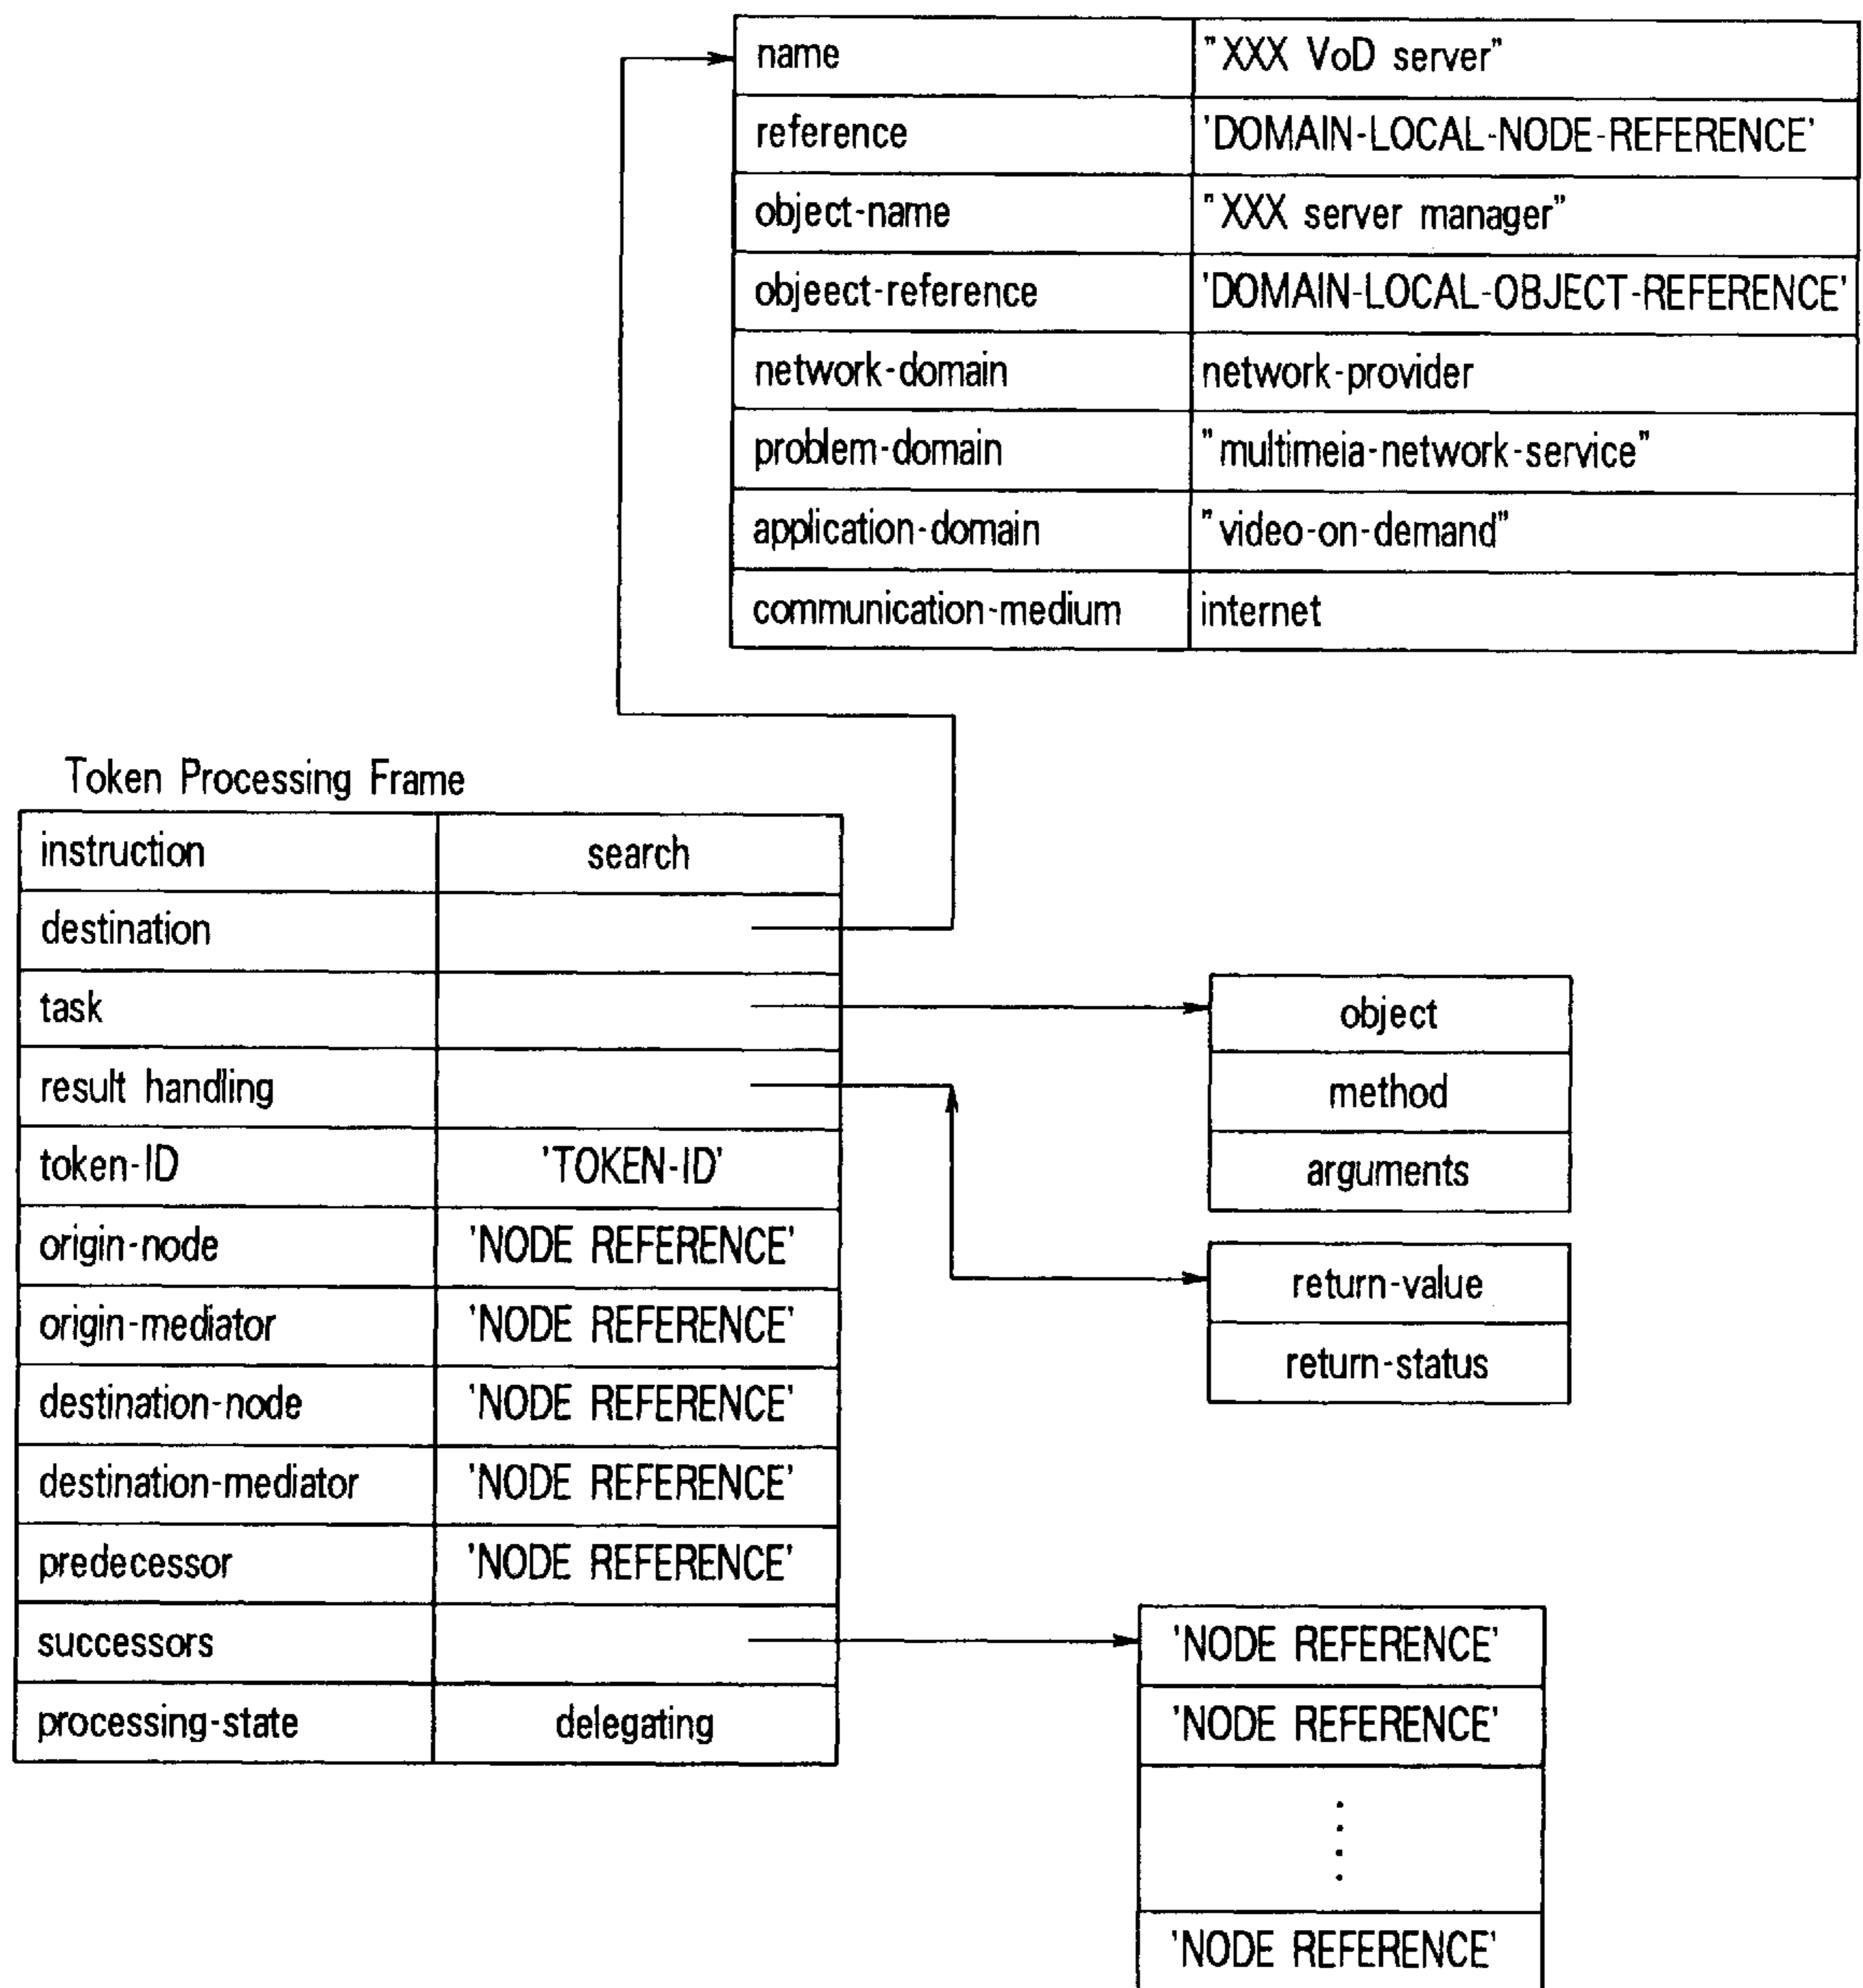 name "XXX VoD server"
reference 'DOMAIN-LOCAL-NODE-REFERENCE'
object-name "XXX server manager"
objeect-reference 'DOMAIN-LOCAL-OBJECT-REFERENCE'
network-domain network-provider
problem-domain "multimeia-network-service"
application-domain "video-on-demand"
communication-medium internet
Token Processing Frame
instruction search
destination
task
result handling
token-ID 'TOKEN-ID'
origin-node 'NODE REFERENCE'
origin-mediator 'NODE REFERENCE'
destination-node 'NODE REFERENCE'
destination-mediator 'NODE REFERENCE'
predecessor 'NODE REFERENCE'
successors
processing-state delegating
object
method
arguments
return-value
return-status
'NODE REFERENCE'
'NODE REFERENCE'
'NODE REFERENCE'